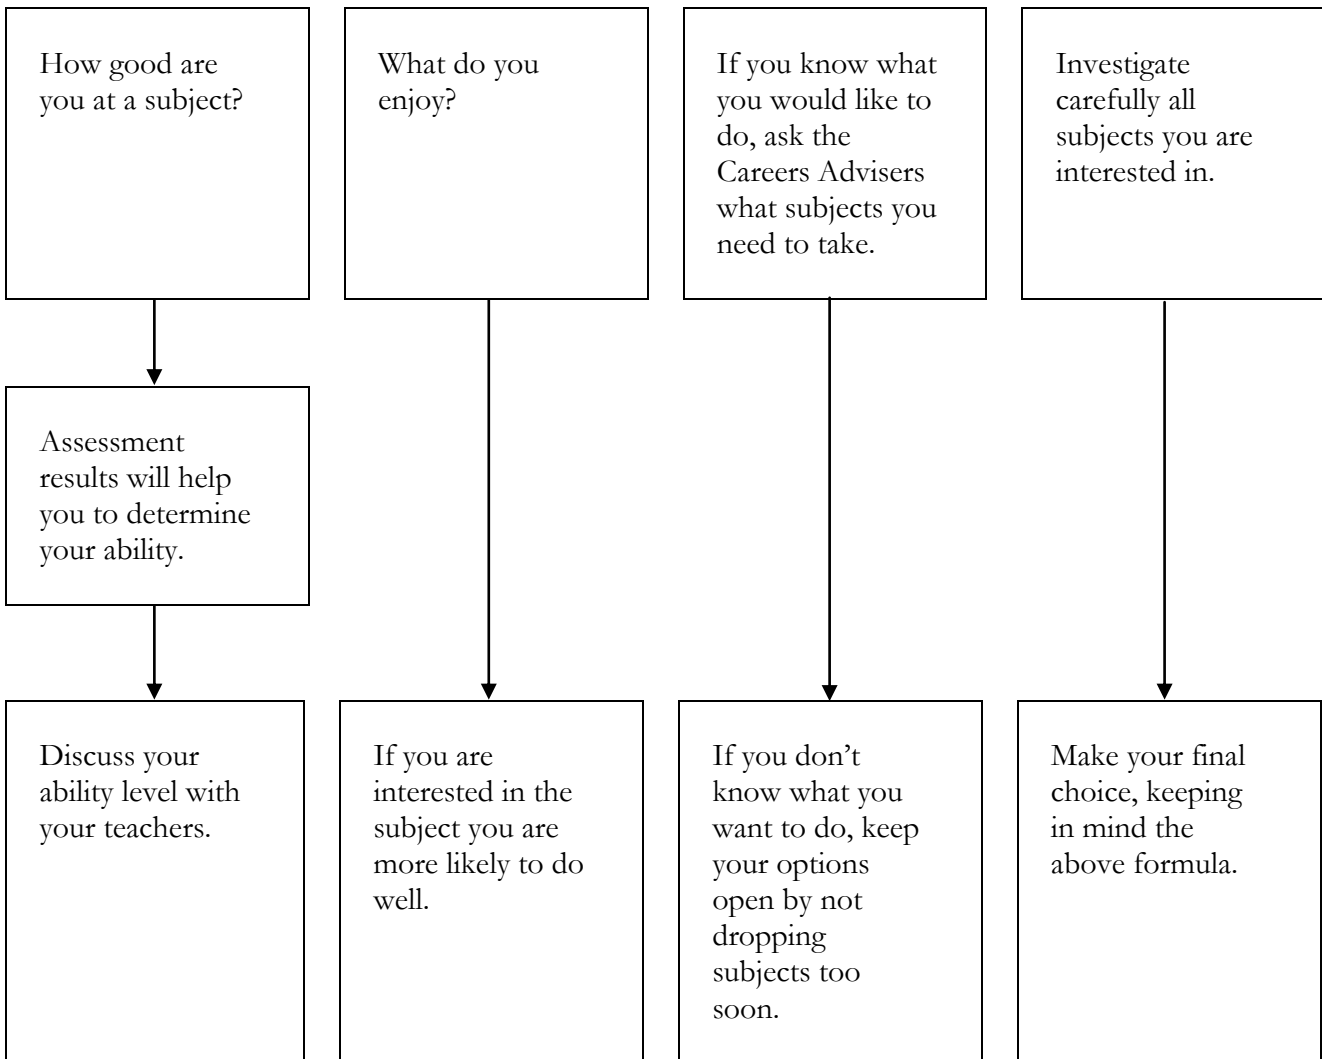 How good are
you at a subject?
What do you
enjoy?
If you know what
you would like to
do, ask the
Careers Advisers
what subjects you
need to take.
Investigate
carefully all
subjects you are
interested in.
Assessment
results will help
you to determine
your ability.
Discuss your
ability level with
your teachers.
If you are
interested in the
subject you are
more likely to do
well.
If you don’t
know what you
want to do, keep
your options
open by not
dropping
subjects too
soon.
Make your final
choice, keeping
in mind the
above formula.